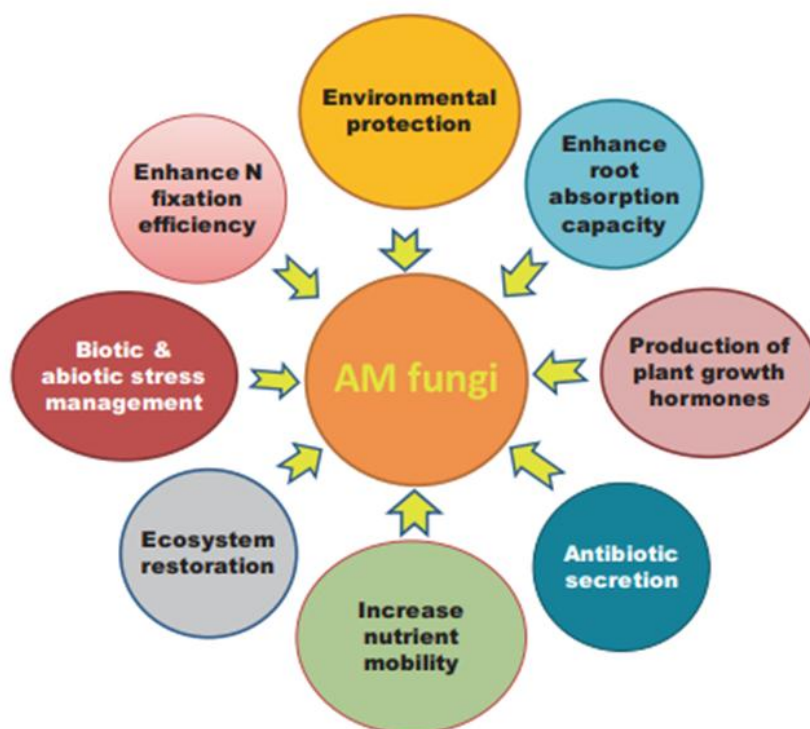 Environmental
protection
Enhance
root
absorption
capacity
Production of
plant growth
hormones
Antibiotic
secretion
Increase
nutrient
mobility
Ecosystem
restoration
Biotic &
abiotic stress
management
Enhance N
fixation
efficiency
AM fungi